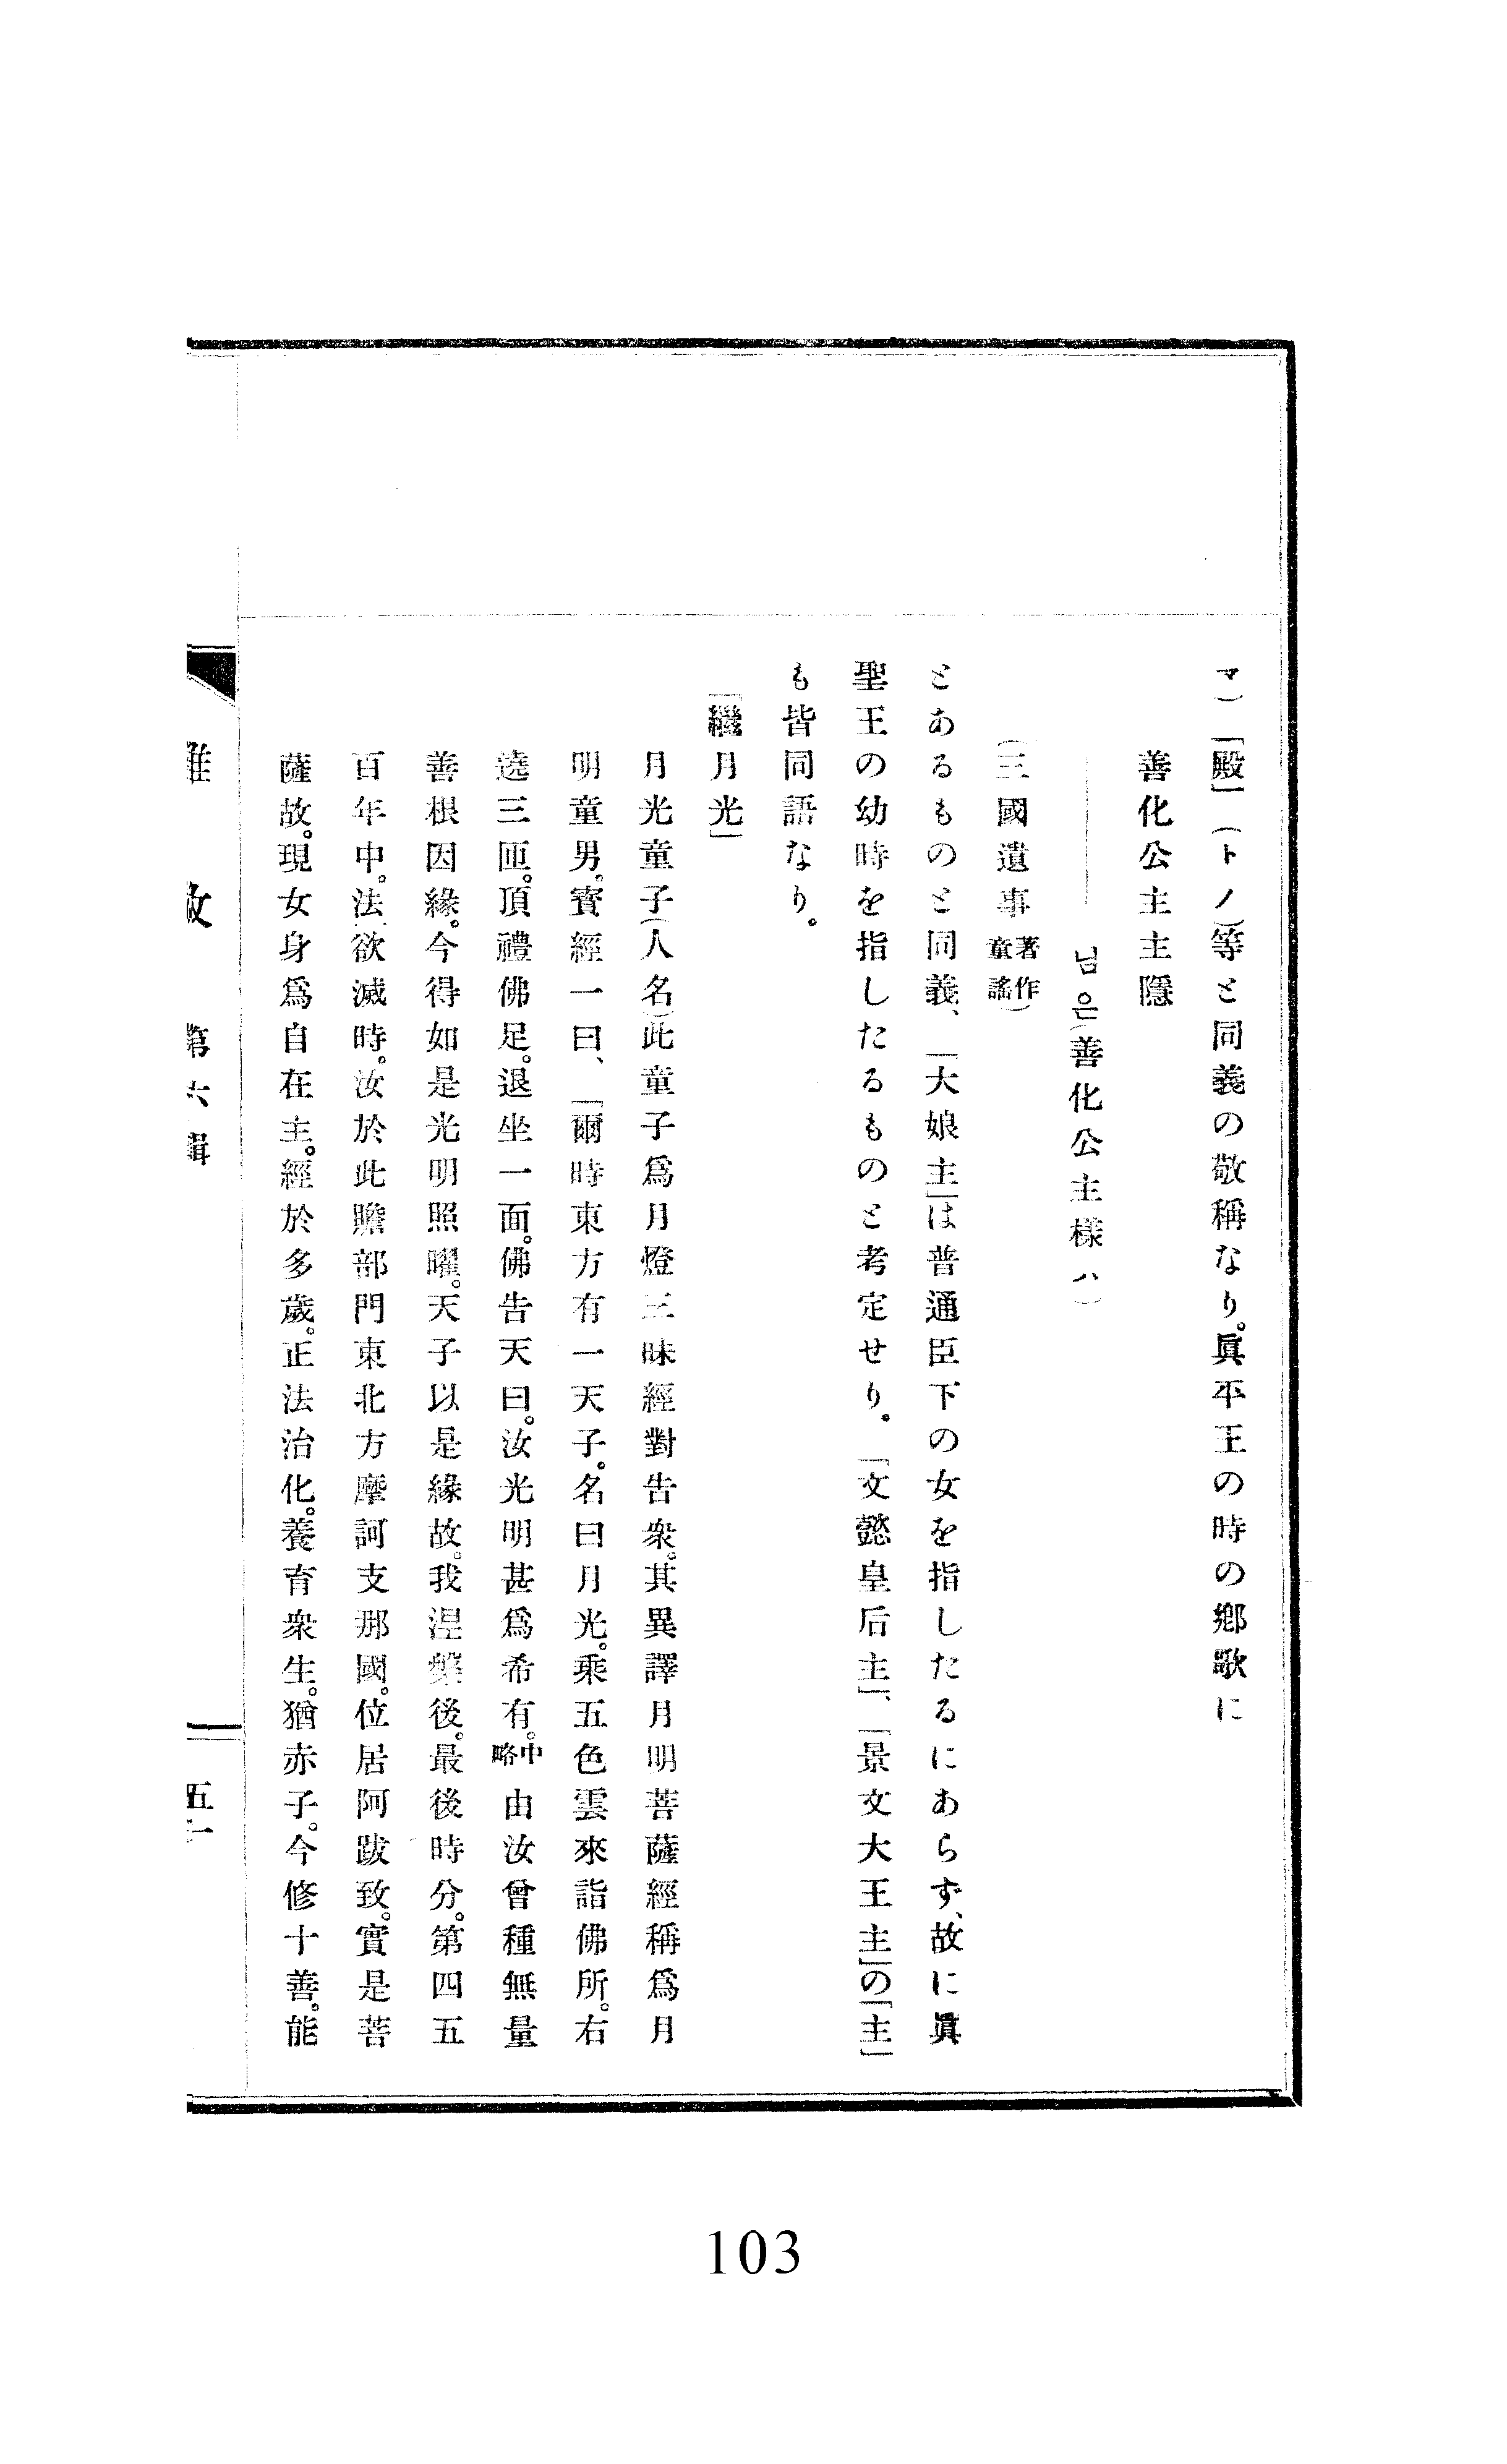 マ)「殿」(トノ)等と同義の敬稱なり。眞平王の時の鄕歌に
善化公主主隱
――――님은(善化公主樣ハ)
(三國遺事 著作童謠)
とあるものと同義、「大娘主」は普通臣下の女を指したるにあらず、故に眞
聖王の幼時を指したるものと考定せり。「文懿皇后主」、「景文大王主」の「主」
も皆同語なり。
「繼月光」
月光童子(人名)此童子爲月燈三昧經對告衆。其異譯月明菩薩經稱爲月
明童男。寶經一曰、「爾時東方有一天子。名曰月光。乘五色雲來詣佛所。右
遶三匝。頂禮佛足。退坐一面。佛告天曰。汝光明甚爲希有。中略 由汝曾種無量
善根因緣。今得如是光明照曜。天子以是緣故。我涅槃後。最後時分。第四五
百年中。法欲滅時。汝於此贍部門東北方摩訶支那國。位居阿跋致。實是菩
薩故。現女身爲自在主。經於多歲。正法治化。養育衆生。猶赤子。今修十善。能
雜攷 第六輯
五一
103